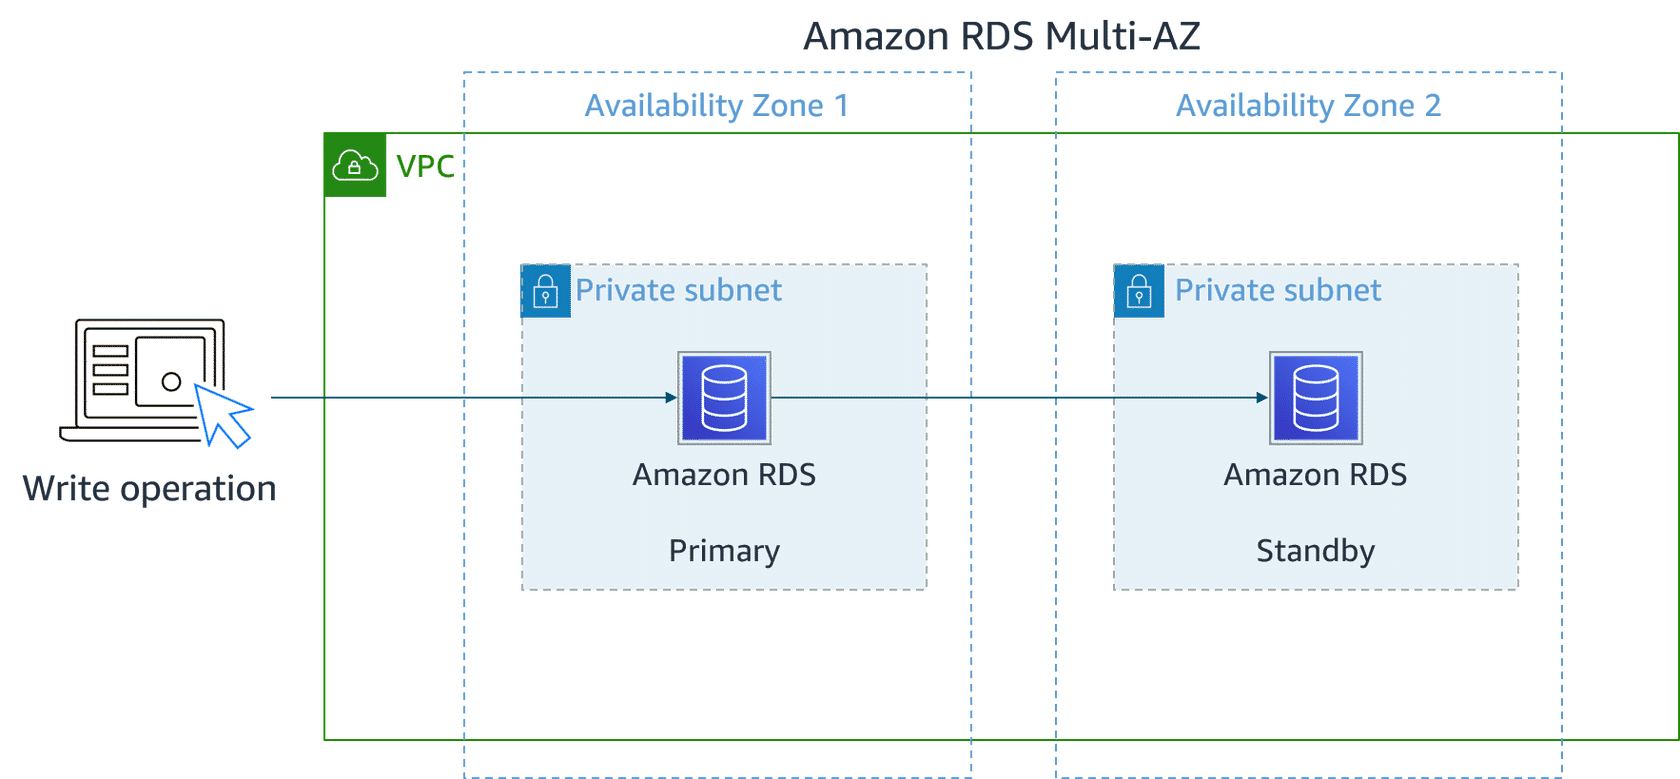 Amazon RDS Multi-AZ
Availability Zone 1
Availability Zone 2
VPC
Private subnet
Private subnet
Write operation
Amazon RDS
Amazon RDS
Primary
Standby